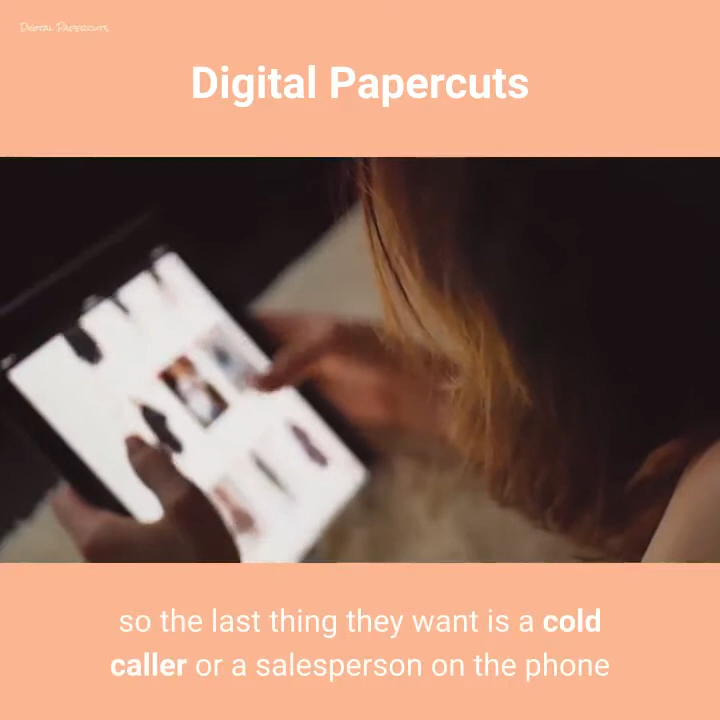 Digital Papercuts
Digital Papercuts
so the last thing they want is a cold
caller or a salesperson on the phone